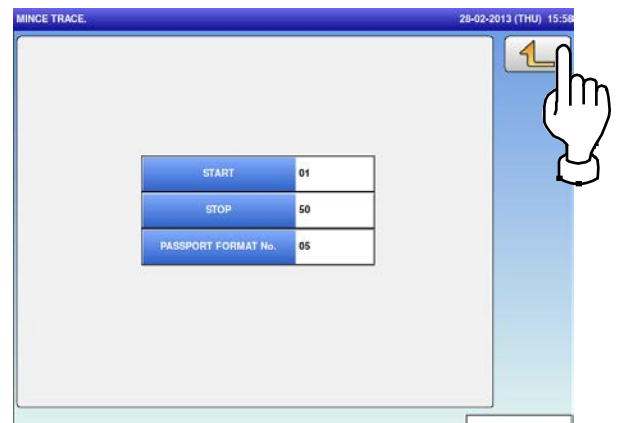 MINCE TRACE. 28-02-2013 (THU) 15:58
START 01
STOP 50
PASSPORT FORMAT No. 05